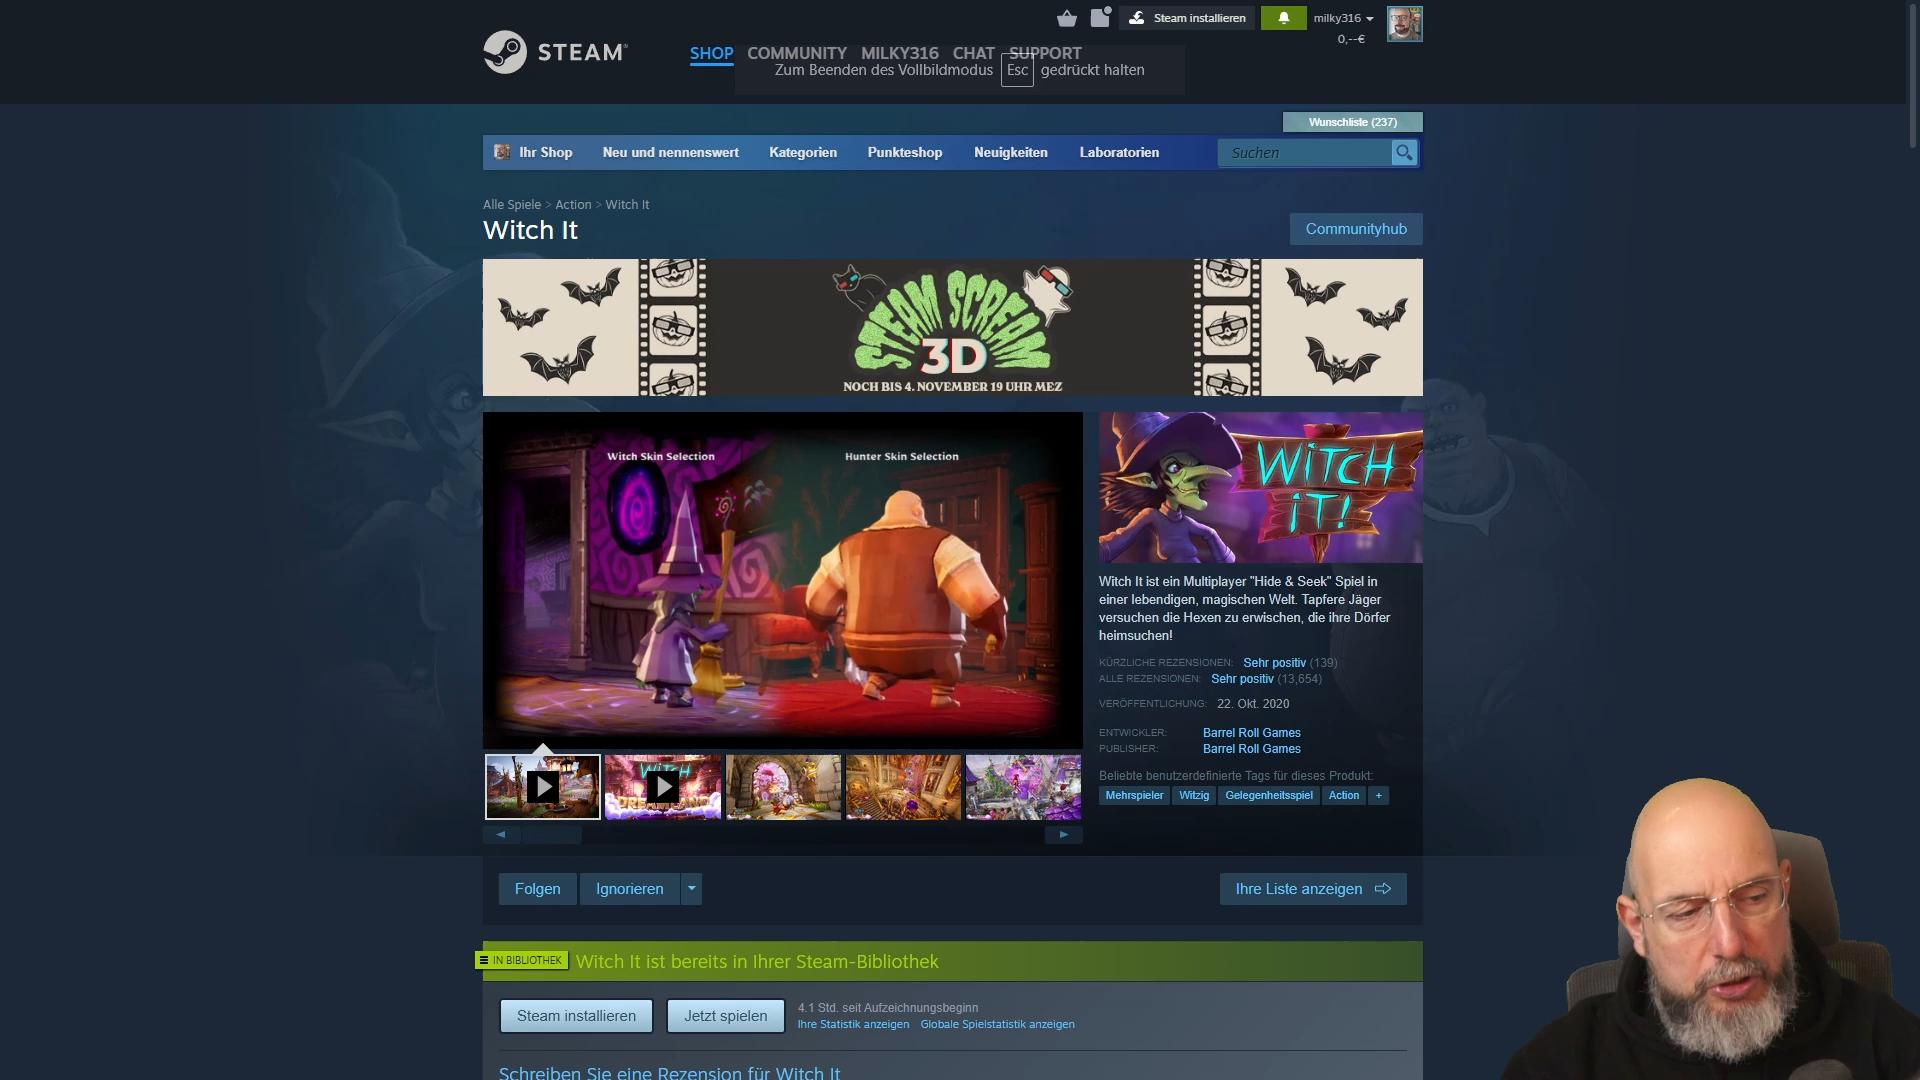 Steam installieren
milky316
0,--€
STEAM
SHOP COMMUNITY MILKY316 CHAT SUPPORT
Zum Beenden des Vollbildmodus Esc gedrückt halten
Wunschliste (237)
Ihr Shop Neu und nennenswert Kategorien Punkteshop Neuigkeiten Laboratorien Suchen
Alle Spiele > Action > Witch It
Witch It
Communityhub
STEAM SCREAM
3D
NOCH BIS 4. NOVEMBER 19 UHR MEZ
Witch Skin Selection
Hunter Skin Selection
WITCH
IT!
Witch It ist ein Multiplayer "Hide & Seek" Spiel in
einer lebendigen, magischen Welt. Tapfere Jäger
versuchen die Hexen zu erwischen, die ihre Dörfer
heimsuchen!
KÜRZLICHE REZENSIONEN: Sehr positiv (139)
ALLE REZENSIONEN: Sehr positiv (13,654)
VERÖFFENTLICHUNG: 22. Okt. 2020
ENTWICKLER: Barrel Roll Games
PUBLISHER: Barrel Roll Games
Beliebte benutzerdefinierte Tags für dieses Produkt:
Mehrspieler Witzig Gelegenheitsspiel Action +
WITCH
DREAMLAND
Folgen
Ignorieren
Ihre Liste anzeigen
IN BIBLIOTHEK
Witch It ist bereits in Ihrer Steam-Bibliothek
Steam installieren
Jetzt spielen
4.1 Std. seit Aufzeichnungsbeginn
Ihre Statistik anzeigen Globale Spielstatistik anzeigen
Schreiben Sie eine Rezension für Witch It